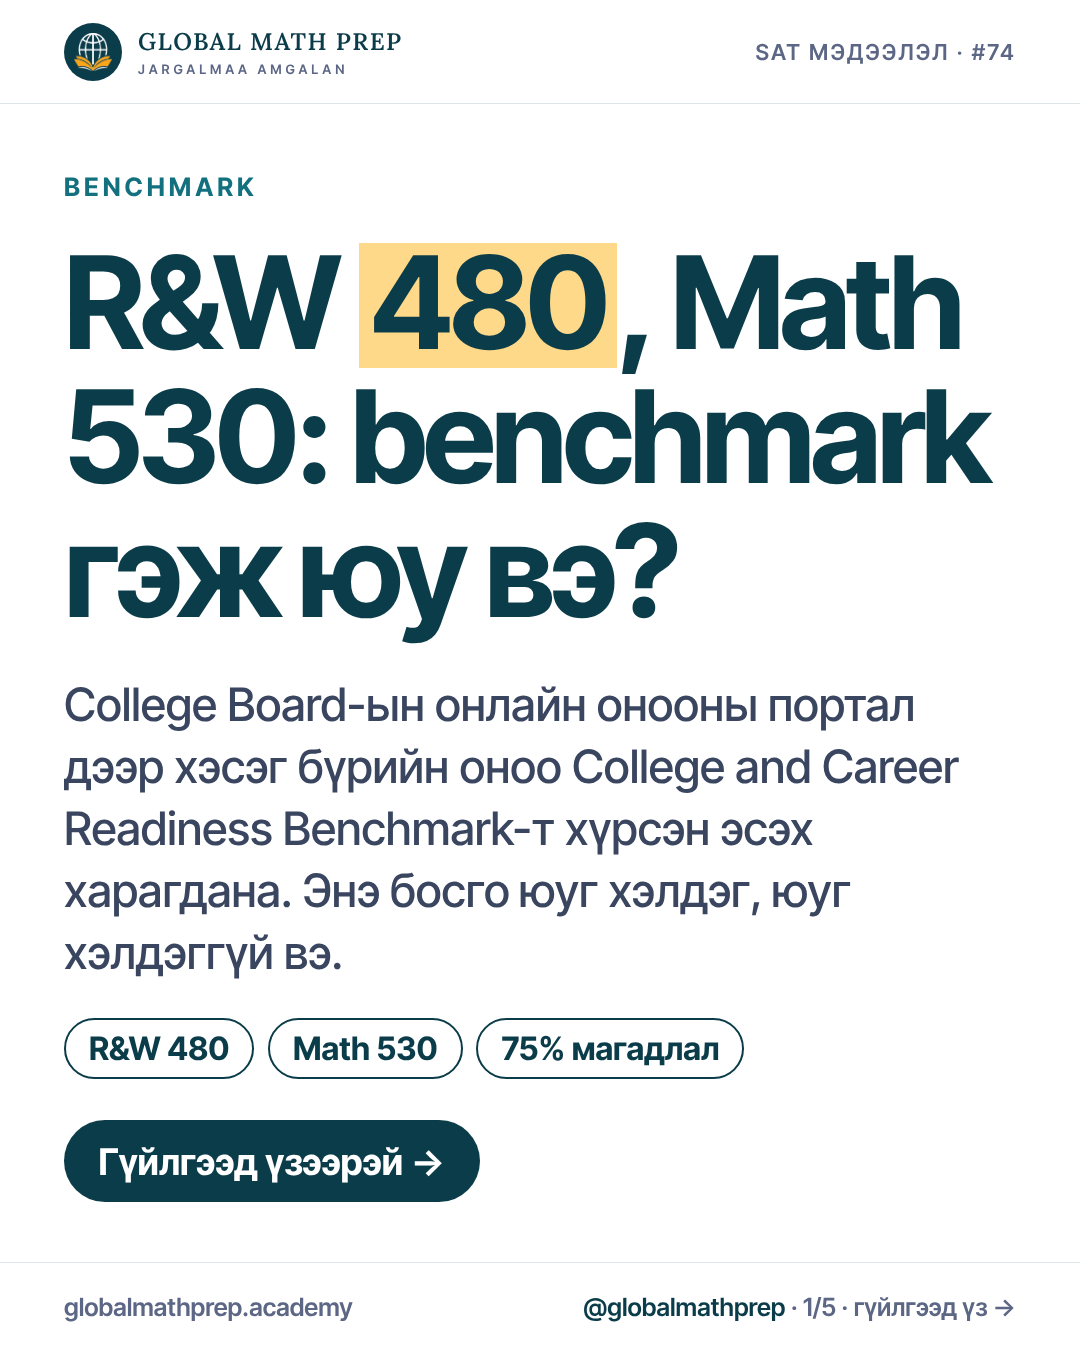 GLOBAL MATH PREP
JARGALMAA AMGALAN
SAT МЭДЭЭЛЭЛ · #74
BENCHMARK
R&W 480, Math
530: benchmark
гэж юу вэ?
College Board-ын онлайн онооны портал
дээр хэсэг бүрийн оноо College and Career
Readiness Benchmark-т хүрсэн эсэх
харагдана. Энэ босго юуг хэлдэг, юуг
хэлдэггүй вэ.
R&W 480
Math 530
75% магадлал
Гүйлгээд үзээрэй →
globalmathprep.academy
@globalmathprep · 1/5 · гүйлгээд үз →